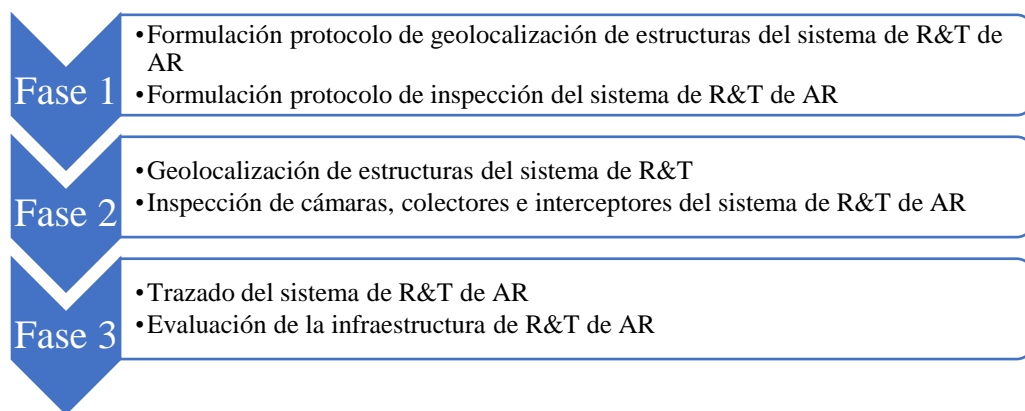 Fase 1
•Formulación protocolo de geolocalización de estructuras del sistema de R&T de
AR
•Formulación protocolo de inspección del sistema de R&T de AR
Fase 2
•Geolocalización de estructuras del sistema de R&T
•Inspección de cámaras, colectores e interceptores del sistema de R&T de AR
Fase 3
•Trazado del sistema de R&T de AR
•Evaluación de la infraestructura de R&T de AR